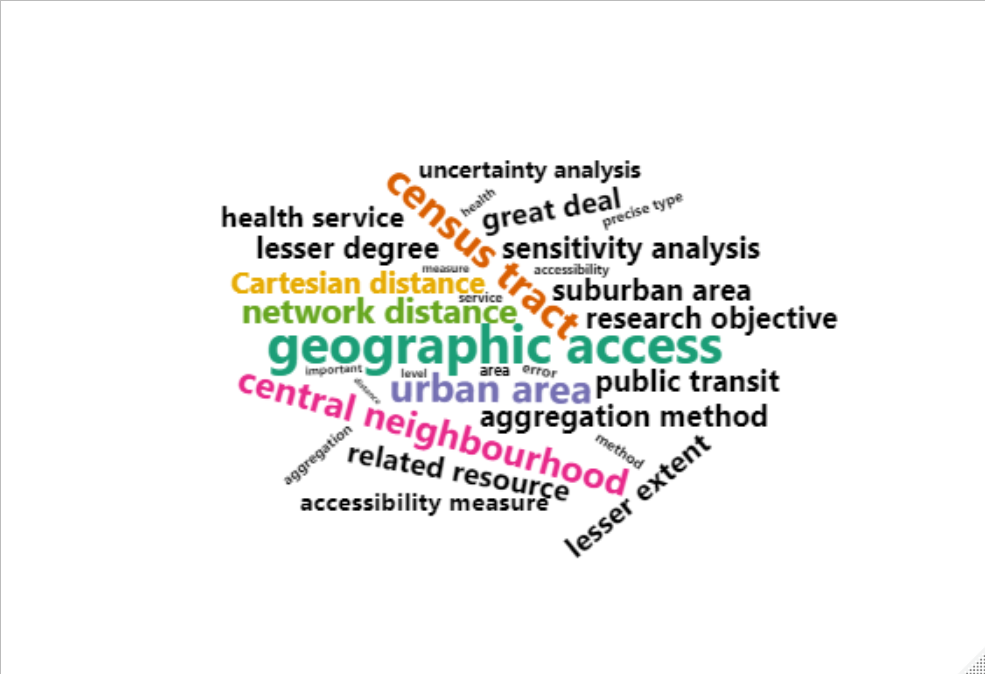 uncertainty analysis
census tract
health
great deal
precise type
health service
lesser degree
sensitivity analysis
measure
accessibility
Cartesian distance
suburban area
service
network distance
research objective
geographic access
important
level
area
error
distance
central neighbourhood
urban area
public transit
aggregation method
aggregation
method
related resource
lesser extent
accessibility measure